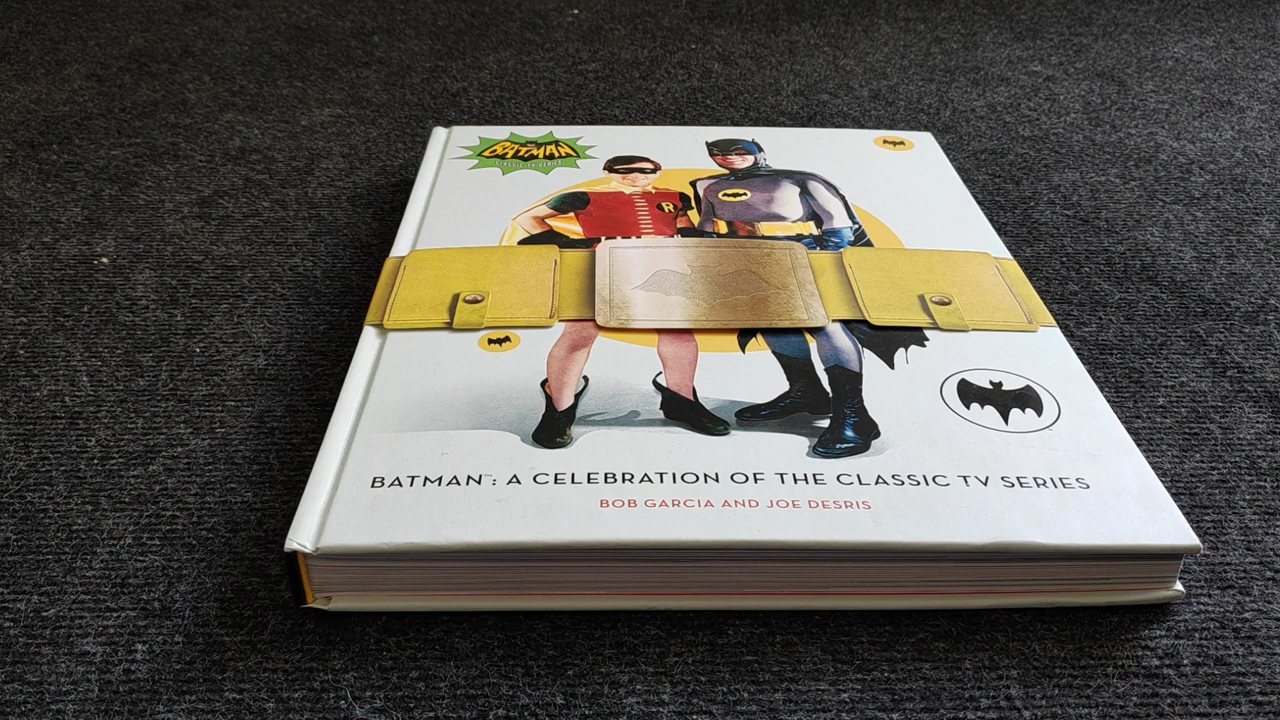 BATMAN
CLASSIC TV SERIES
R
BATMAN™: A CELEBRATION OF THE CLASSIC TV SERIES
BOB GARCIA AND JOE DESRIS